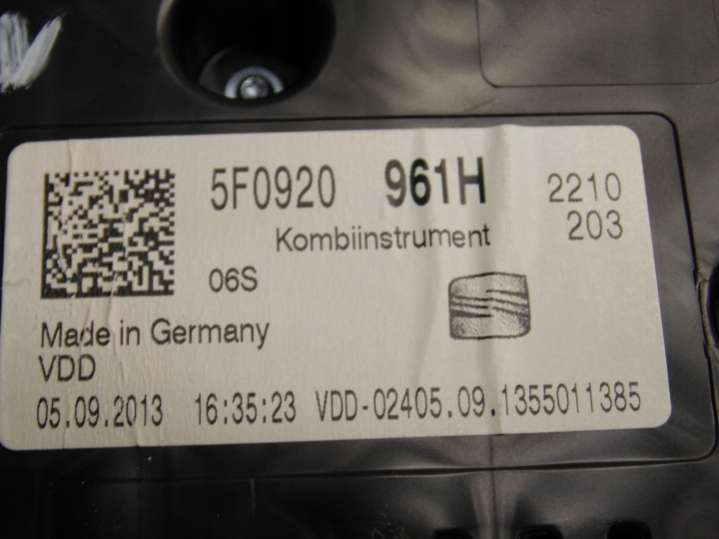 5F0920 961H 2210
Kombiinstrument 203
06S
Made in Germany
VDD
05.09.2013 16:35:23 VDD-02405.09.1355011385